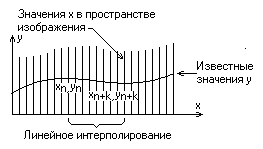 Значения x в пространстве
изображения
y
Известные
значения y
xn,yn
xn+k,yn+k
x
Линейное интерполирование